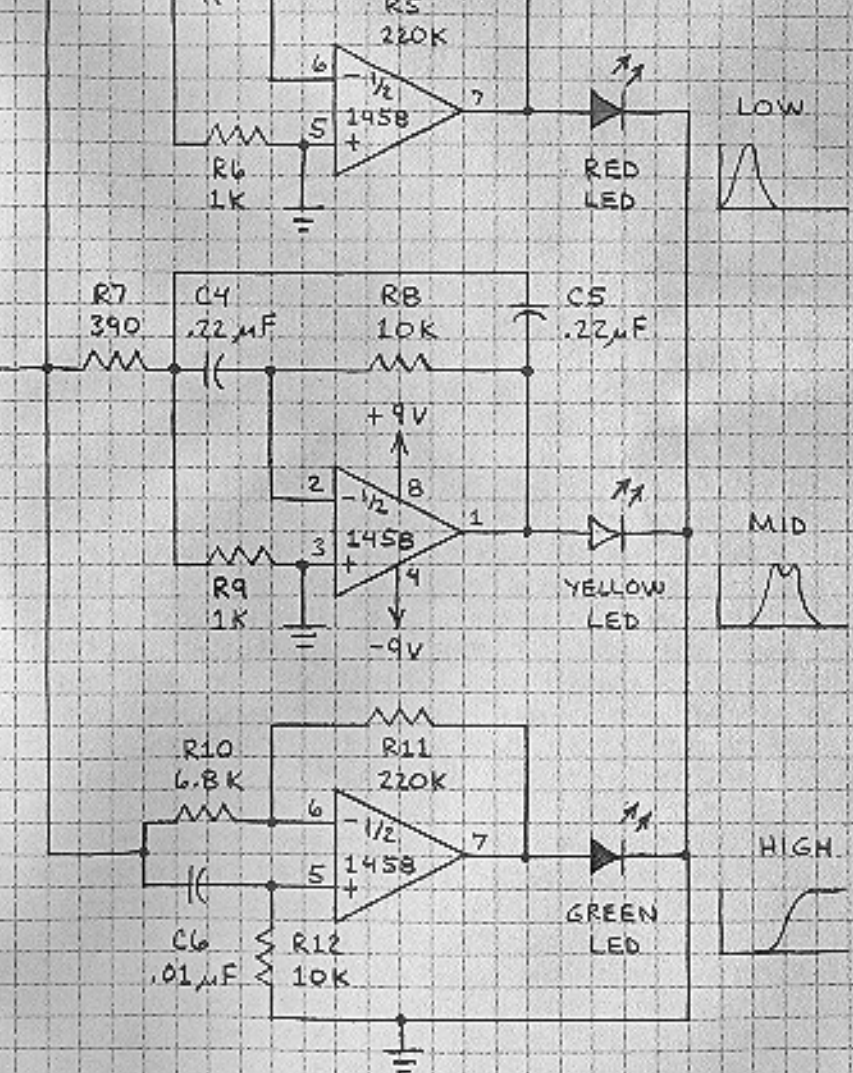 R5
220K
6
-
1/2
7
1458
5
+
LOW
R6
1K
RED
LED
R7
390
C4
.22 µF
R8
10K
C5
.22µF
+9V
2
-
1/2
8
1
1458
3
+
4
MID
R9
1K
YELLOW
LED
-9V
R10
6.8K
R11
220K
6
-
1/2
7
1458
5
+
HIGH
GREEN
LED
C6
.01µF
R12
10K